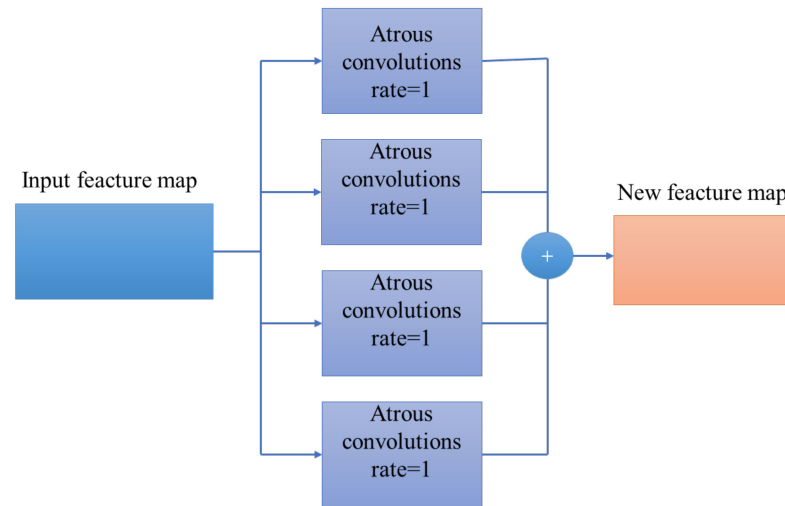 Atrous
convolutions
rate=1
Atrous
convolutions
rate=1
Input feacture map
New feacture map
+
Atrous
convolutions
rate=1
Atrous
convolutions
rate=1